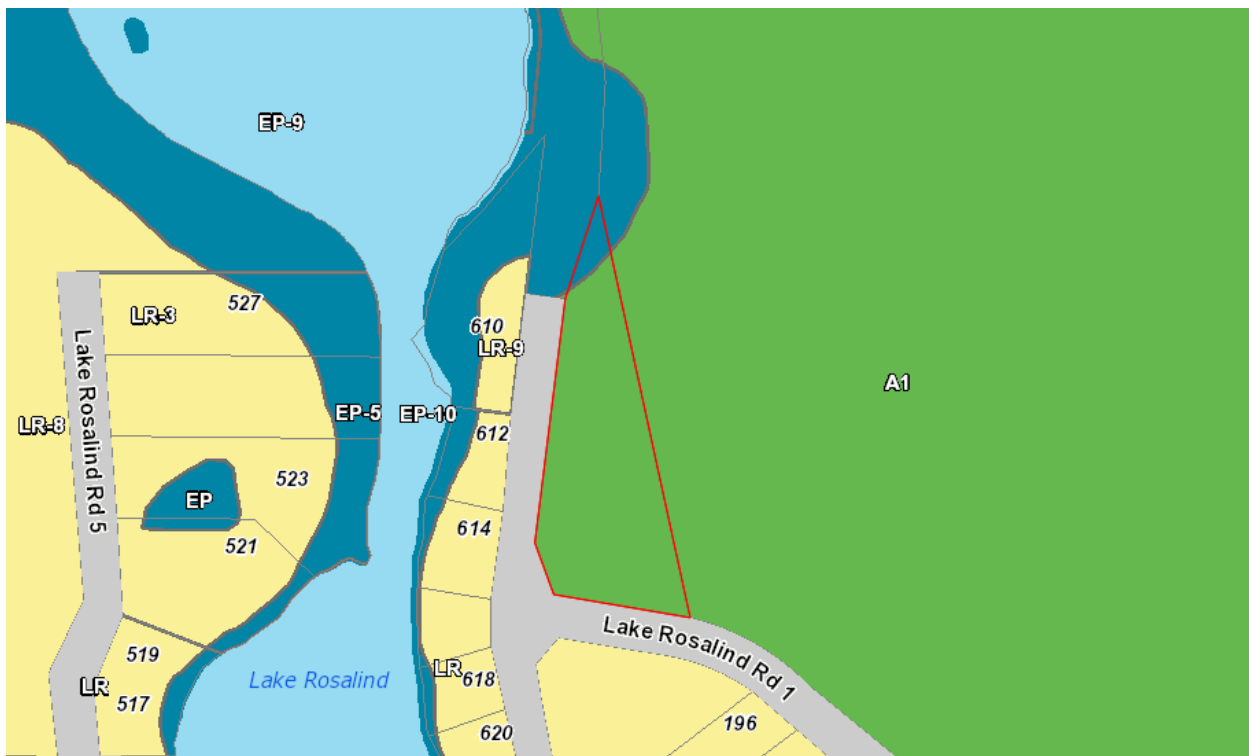 EP-9
527
LR-3
610
LR-9
A1
Lake Rosalind Rd 5
EP-5
EP-10
LR-8
612
523
EP
614
521
Lake Rosalind Rd 1
519
LR
618
Lake Rosalind
LR
517
196
620